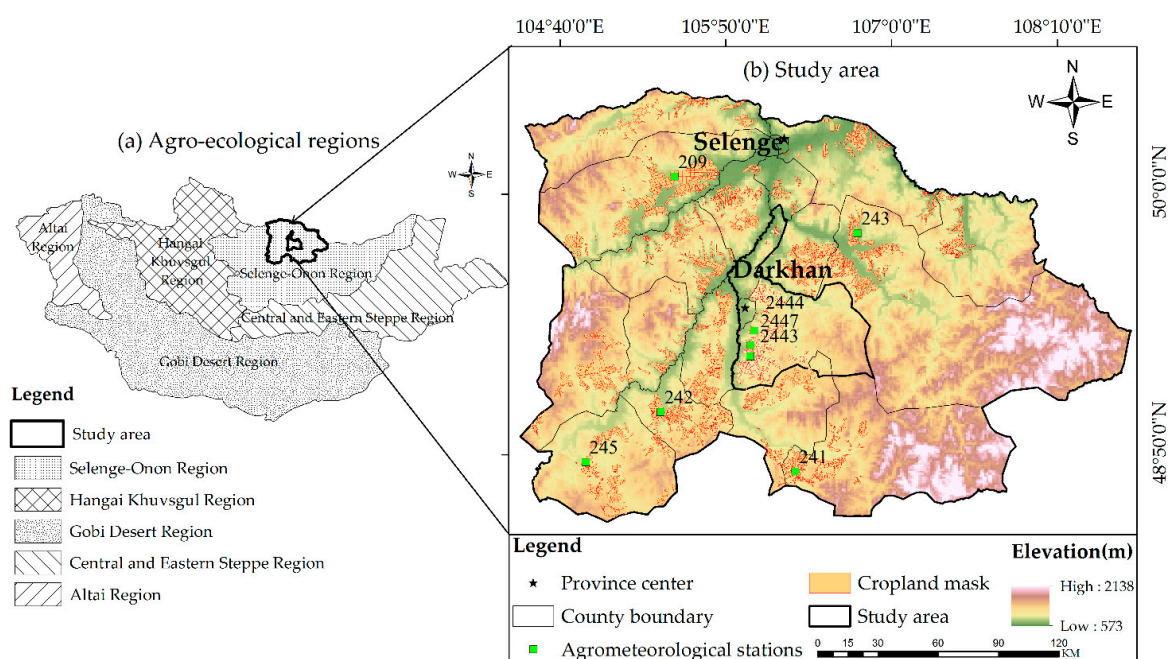 104°40'0"E 105°50'0"E 107°0'0"E 108°10'0"E
(a) Agro-ecological regions
N
W E
S
Altai
Region
Hangai
Khuvsgul
Region
Selenge-Onon Region
Central and Eastern Steppe Region
Gobi Desert Region
Legend
Study area
Selenge-Onon Region
Hangai Khuvsgul Region
Gobi Desert Region
Central and Eastern Steppe Region
Altai Region
(b) Study area
N
W E
S
Selenge
209
243
Darkhan
2444
2447
2443
242
245
241
50°0'0"N
48°50'0"N
Legend
Province center
County boundary
Agrometeorological stations
Cropland mask
Study area
Elevation(m)
High : 2138
Low : 573
0 15 30 60 90 120
KM